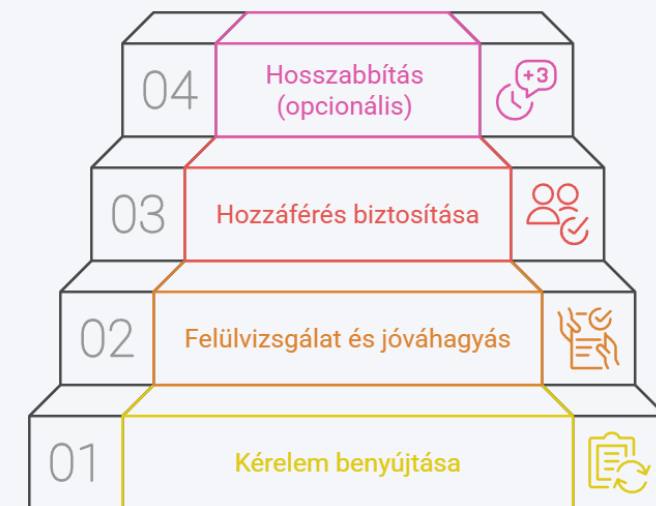 04
Hosszabbítás
(opcionális)
+3
03
Hozzáférés biztosítása
02
Felülvizsgálat és jóváhagyás
01
Kérelem benyújtása